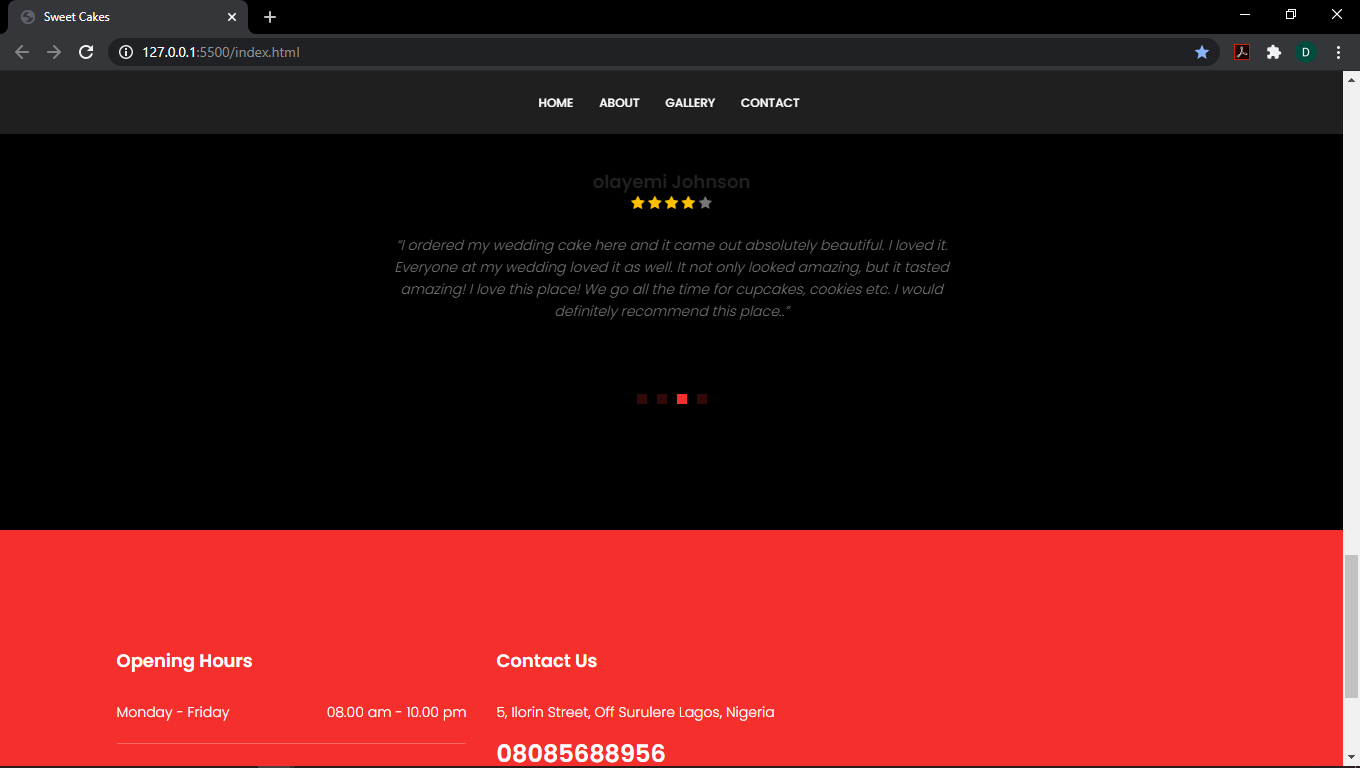 Sweet Cakes
127.0.0.1:5500/index.html
D
HOME ABOUT GALLERY CONTACT
olayemi Johnson
“I ordered my wedding cake here and it came out absolutely beautiful. I loved it.
Everyone at my wedding loved it as well. It not only looked amazing, but it tasted
amazing! I love this place! We go all the time for cupcakes, cookies etc. I would
definitely recommend this place..”
Opening Hours
Monday - Friday 08.00 am - 10.00 pm
Contact Us
5, Ilorin Street, Off Surulere Lagos, Nigeria
08085688956